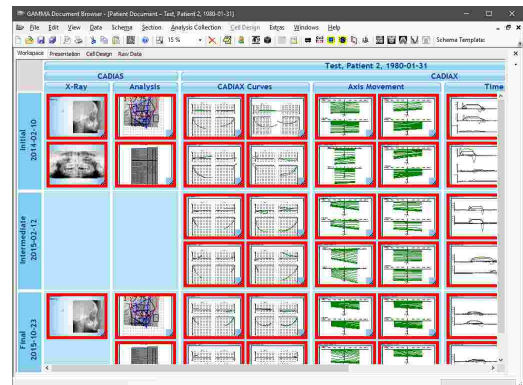 GAMMA Document Browser - [Patient Document - Test, Patient 2, 1980-01-31]
File Edit View Data Schema Section Analysis Collection Cell Design Extras Windows Help
15 % Schema Template:
Workspace Presentation Cell Design Raw Data
Test, Patient 2, 1980-01-31
CADIAS CADIAX
X-Ray Analysis CADIAX Curves Axis Movement Time
Initial
2014-02-10
Intermediate
2015-02-12
Final
2015-10-23